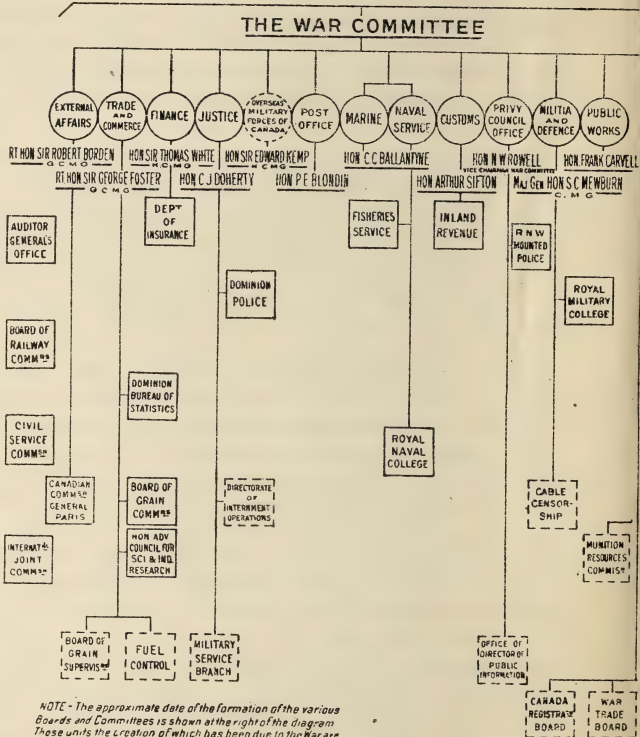 THE WAR COMMITTEE
EXTERNAL
AFFAIRS
TRADE
AND
COMMERCE
FINANCE
JUSTICE
OVERSEAS
MILITARY
FORCES OF
CANADA
POST
OFFICE
MARINE
NAVAL
SERVICE
CUSTOMS
PRIVY
COUNCIL
OFFICE
MILITIA
AND
DEFENCE
PUBLIC
WORKS
RT HON SIR ROBERT BORDEN
G C M G
HON SIR THOMAS WHITE
K.C.M.G
HON SIR EDWARD KEMP
K C M G
HON C C BALLANTYNE
HON N W ROWELL
VICE CHAIRMAN WAR COMMITTEE
HON. FRANK CARVELL
RT HON SIR GEORGE FOSTER
G C M G
HON C J DOHERTY
HON P E BLONDIN
HON ARTHUR SIFTON
MAJ GEN HON S C MEWBURN
C. M G
AUDITOR
GENERAL'S
OFFICE
DEPT
OF
INSURANCE
FISHERIES
SERVICE
INLAND
REVENUE
R N W
MOUNTED
POLICE
DOMINION
POLICE
ROYAL
MILITARY
COLLEGE
BOARD OF
RAILWAY
COMMRS
DOMINION
BUREAU OF
STATISTICS
CIVIL
SERVICE
COMMSN
ROYAL
NAVAL
COLLEGE
CANADIAN
COMMSR
GENERAL
PARIS
BOARD OF
GRAIN
COMMRS
DIRECTORATE
OF
INTERNMENT
OPERATIONS
CABLE
CENSOR-
SHIP
INTERNATAL
JOINT
COMMSN
HON ADV
COUNCIL FOR
SCI & IND.
RESEARCH
MUNITION
RESOURCES
COMMISN
BOARD OF
GRAIN
SUPERVISRS
FUEL
CONTROL
MILITARY
SERVICE
BRANCH
OFFICE OF
DIRECTOR OF
PUBLIC
INFORMATION
CANADA
REGISTRATN
BOARD
WAR
TRADE
BOARD
NOTE - The approximate date of the formation of the various
Boards and Committees is shown at the right of the diagram
Those units the creation of which has been due to the War are